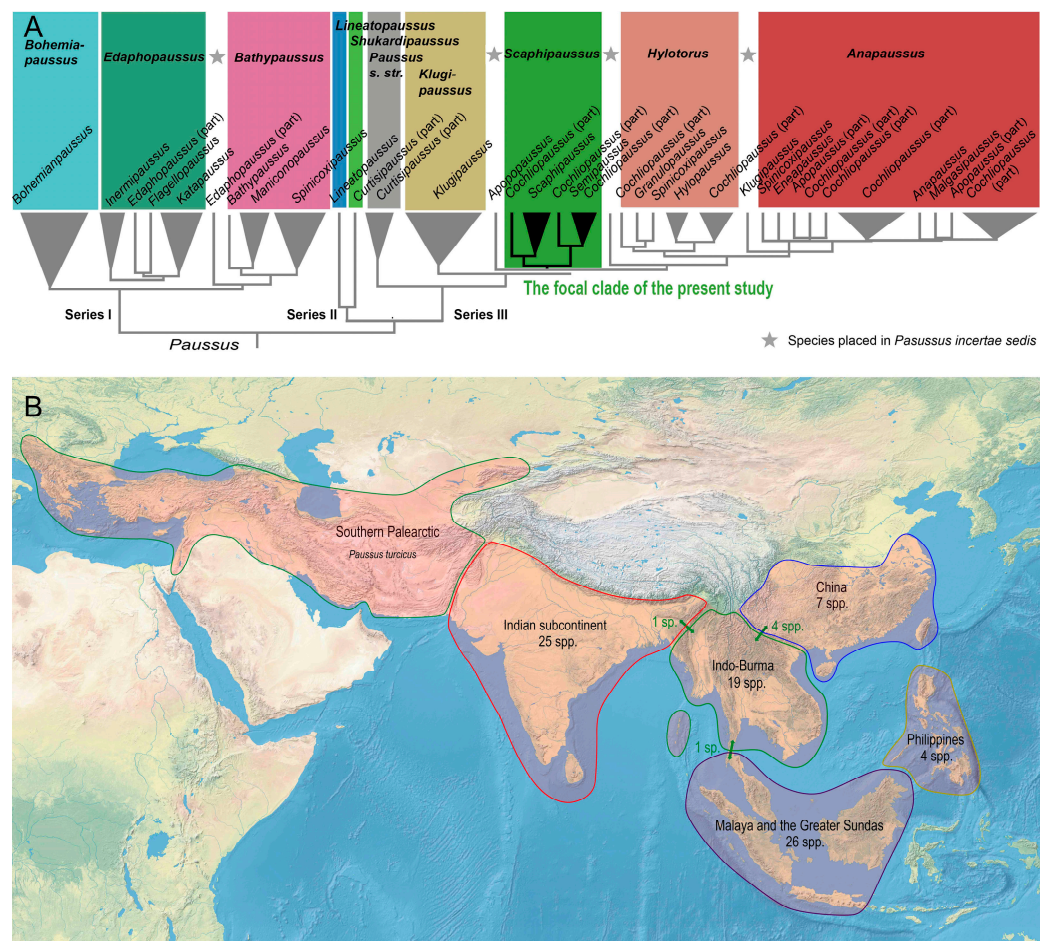 A
Bohemia-
paussus
Edaphopaussus
Bathypaussus
Lineatopaussus
Shukardipaussus
Paussus
s. str.
Klugi-
paussus
Scaphipaussus
Hylotorus
Anapaussus
Bohemianpaussus
Inermipaussus
Edaphopaussus (part)
Flagellopaussus
Katapaussus
Edaphopaussus (part)
Bathypaussus
Manicanopaussus
Spinicoxipaussus
Lineatopaussus
Curtisipaussus (part)
Curtisipaussus (part)
Klugipaussus
Apopopaussus
Cochliopaussus (part)
Scaphipaussus
Cochliopaussus (part)
Semipaussus
Cochliopaussus (part)
Cochliopaussus (part)
Granulopaussus
Spinicoxipaussus
Hylopaussus
Cochliopaussus (part)
Klugipaussus
Spinicoxipaussus
Eneapaussus
Apopaussus (part)
Cochliopaussus (part)
Cochliopaussus (part)
Cochliopaussus (part)
Anapaussus
Malgasipaussus
Apopaussus (part)
Cochliopaussus
(part)
The focal clade of the present study
Series I
Series II
Series III
Paussus
Species placed in Pasussus incertae sedis
B
Southern Palearctic
Paussus turcicus
China
7 spp.
Indian subcontinent
25 spp.
1 sp.
4 spp.
Indo-Burma
19 spp.
Philippines
4 spp.
1 sp.
Malaya and the Greater Sundas
26 spp.